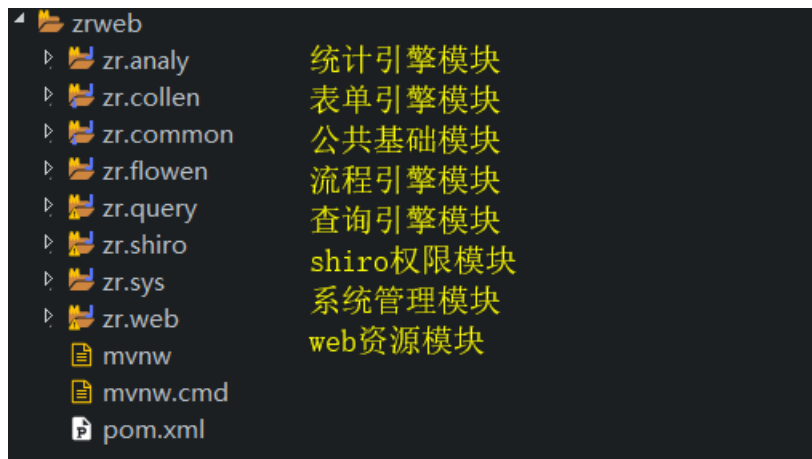 zrweb
zr.analy 统计引擎模块
zr.collen 表单引擎模块
zr.common 公共基础模块
zr.flowen 流程引擎模块
zr.query 查询引擎模块
zr.shiro shiro权限模块
zr.sys 系统管理模块
zr.web web资源模块
mvnw
mvnw.cmd
pom.xml